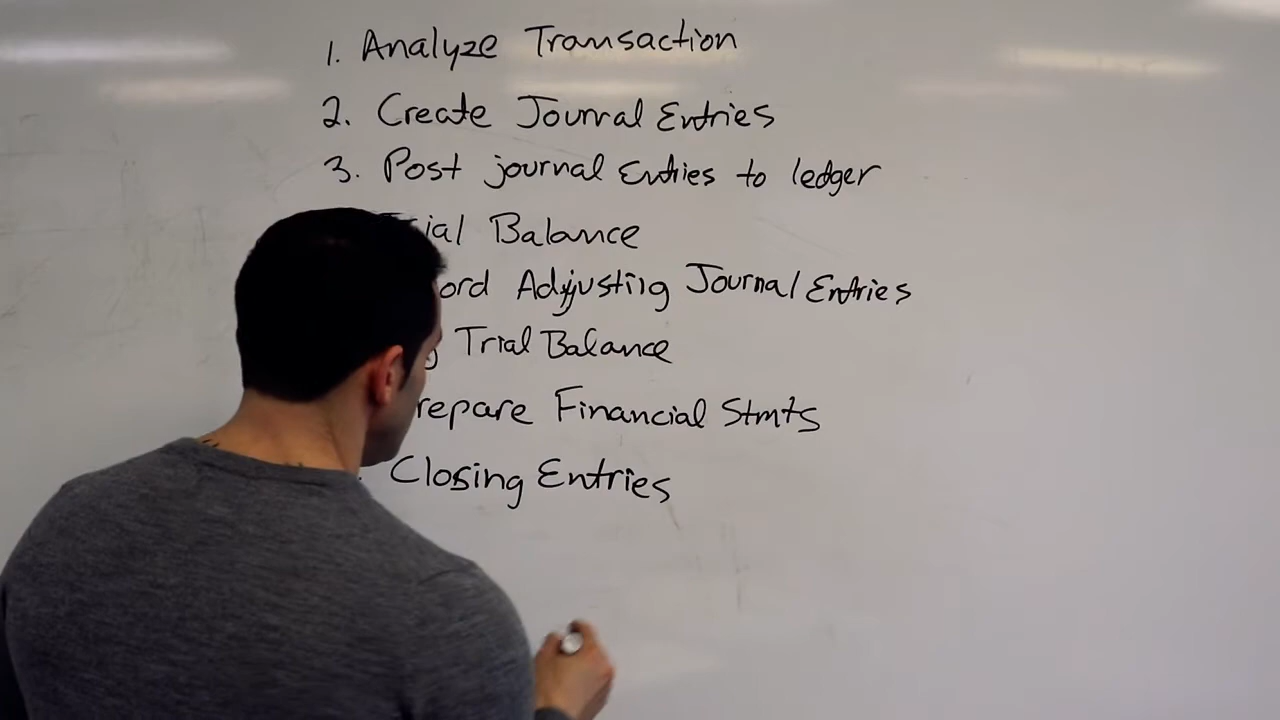 1. Analyze Transaction
2. Create Journal Entries
3. Post journal Entries to ledger
Trial Balance
ord Adjusting Journal Entries
Trial Balance
repare Financial Stmts
Closing Entries